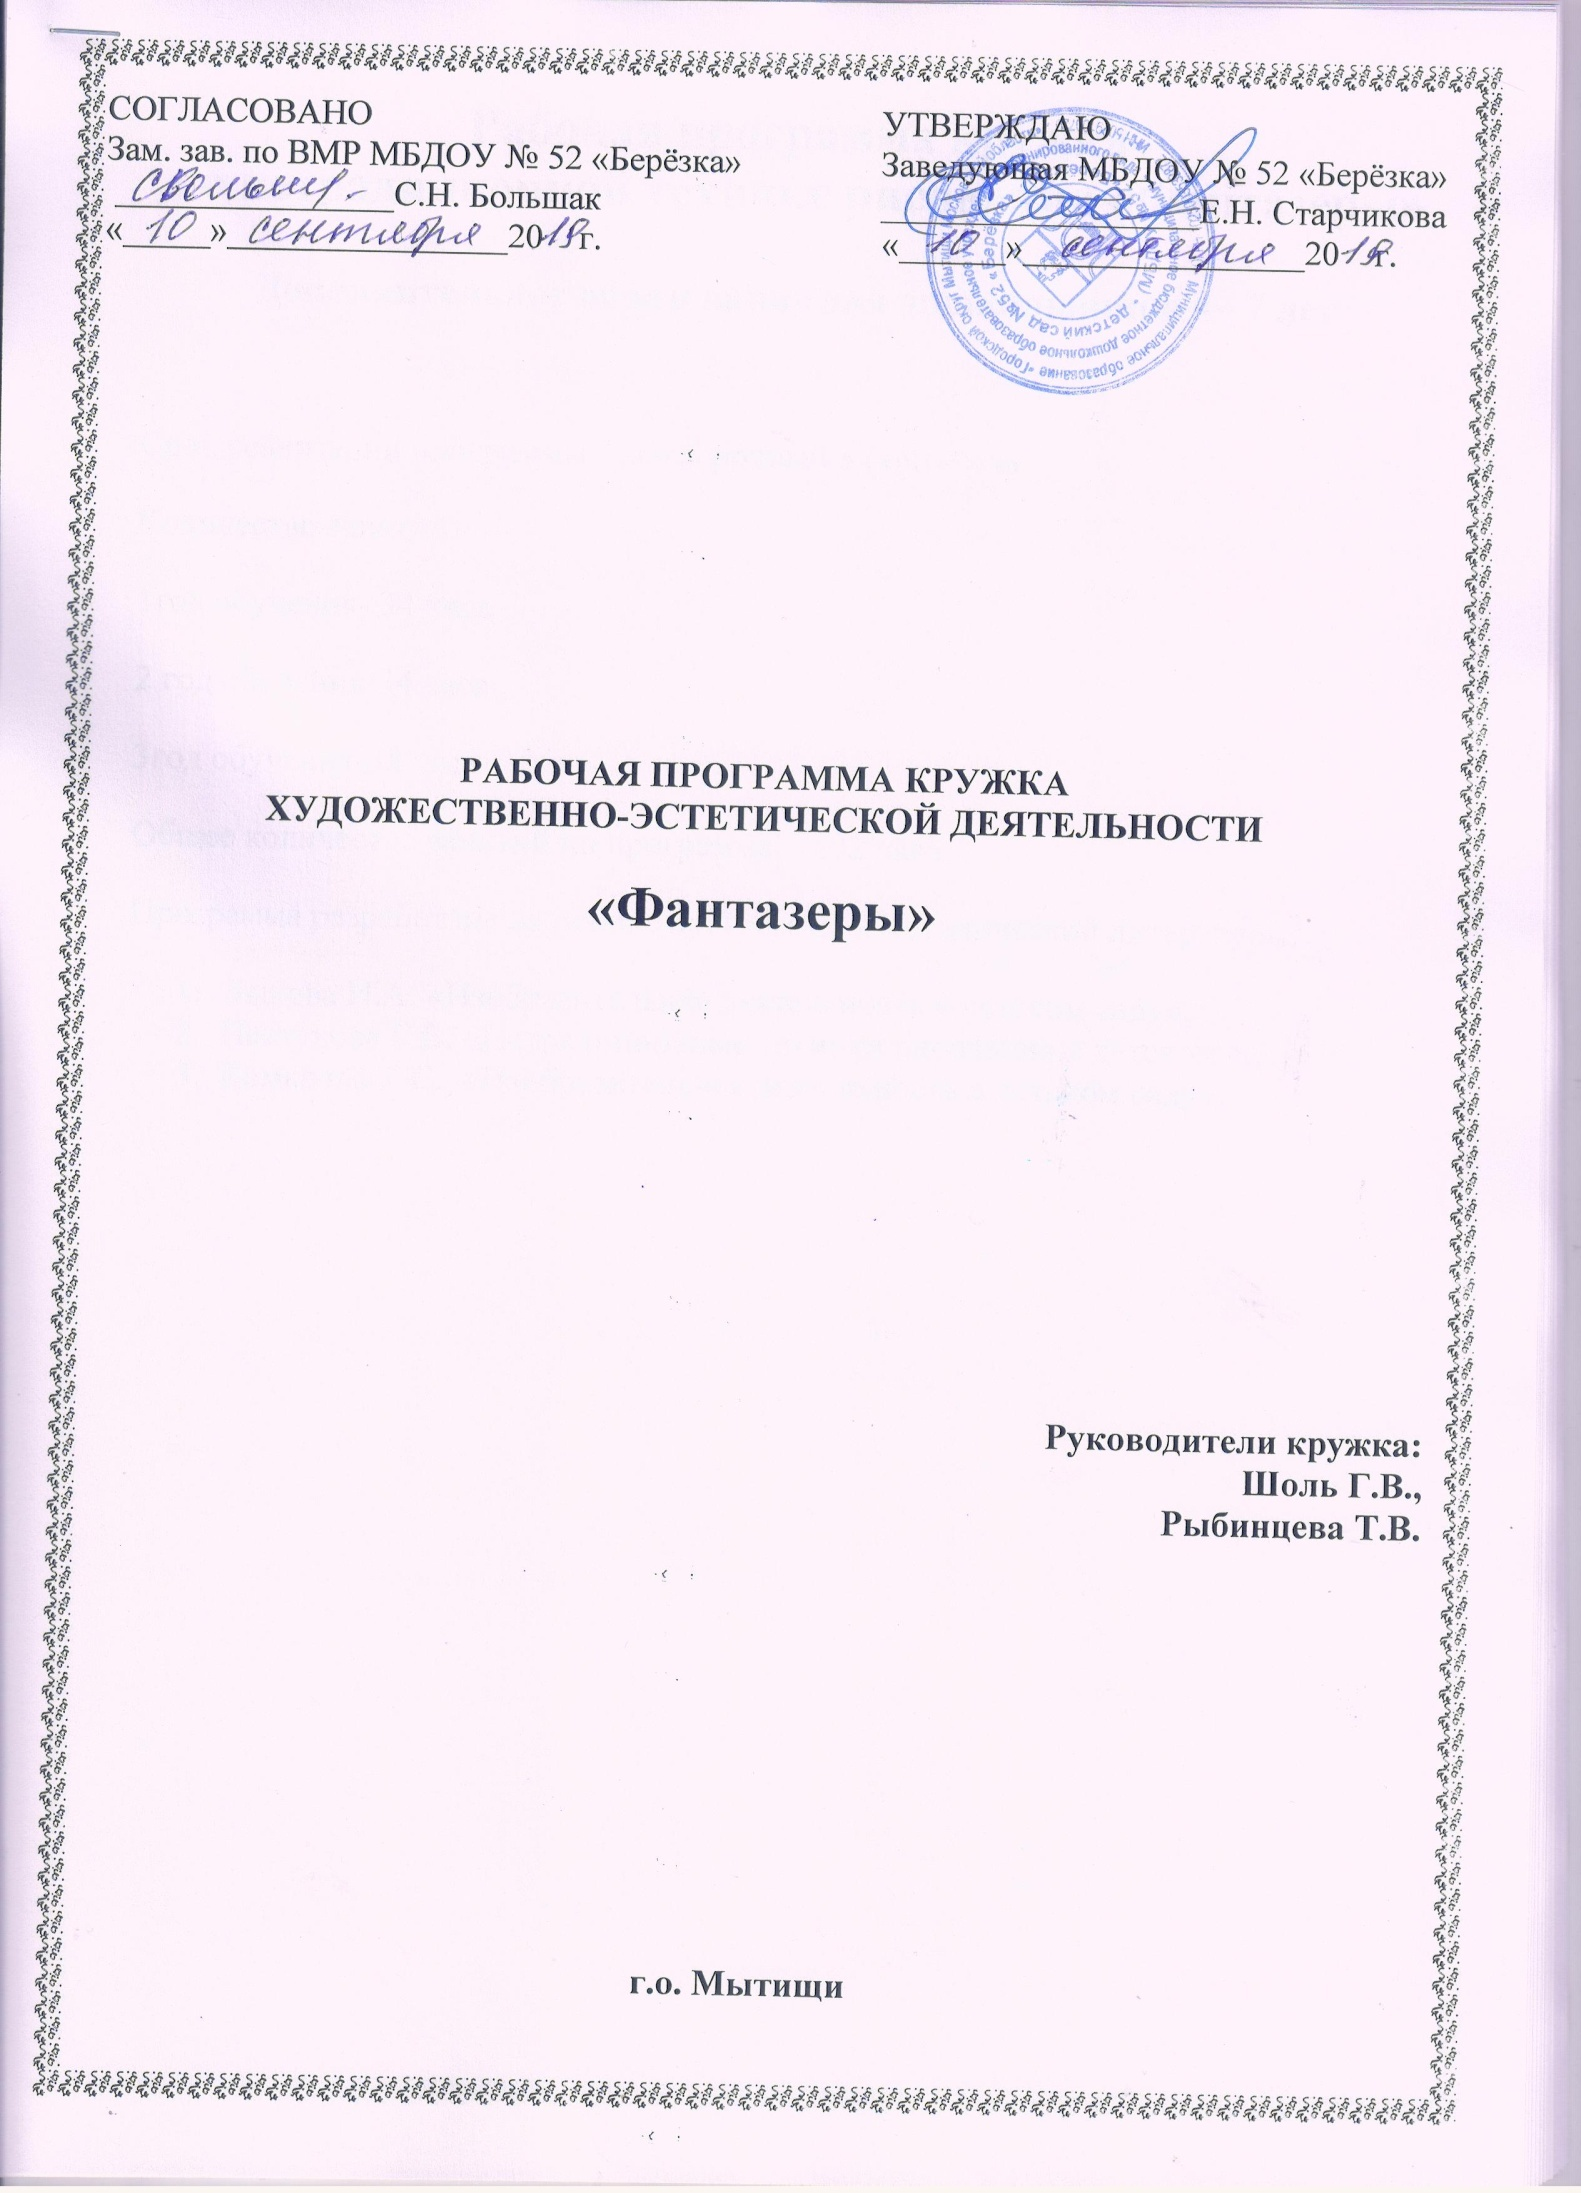 СОГЛАСОВАНО
Зам. зав. по ВМР МБДОУ № 52 «Берёзка»
С.Н. Большак
«10» сентября 2019г.
УТВЕРЖДАЮ
Заведующая МБДОУ № 52 «Берёзка»
Е.Н. Старчикова
«10» сентября 2019г.
РАБОЧАЯ ПРОГРАММА КРУЖКА
ХУДОЖЕСТВЕННО-ЭСТЕТИЧЕСКОЙ ДЕЯТЕЛЬНОСТИ
«Фантазеры»
Руководители кружка:
Шоль Г.В.,
Рыбинцева Т.В.
г.о. Мытищи